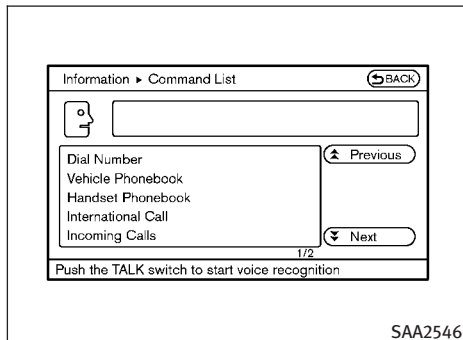 Information ▸ Command List
BACK
Dial Number
Vehicle Phonebook
Handset Phonebook
International Call
Incoming Calls
Previous
Next
1/2
Push the TALK switch to start voice recognition
SAA2546